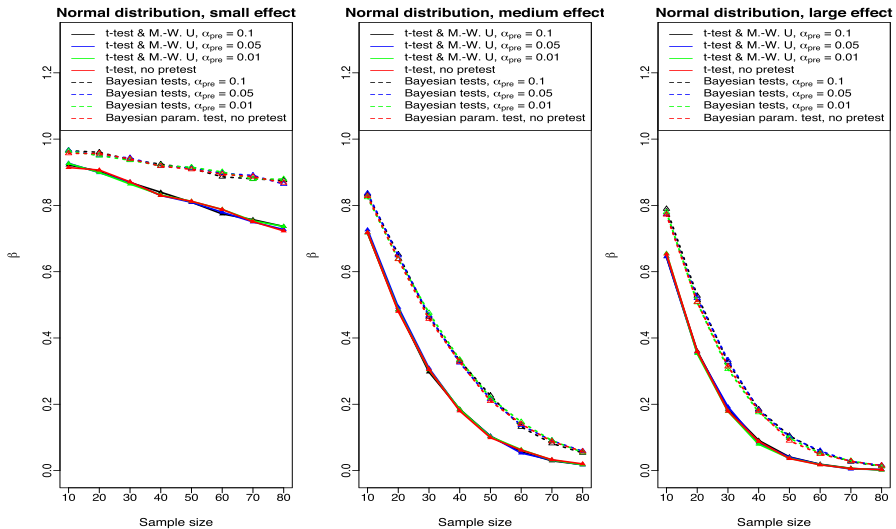 Normal distribution, small effect
t-test & M.-W. U, αpre = 0.1
t-test & M.-W. U, αpre = 0.05
t-test & M.-W. U, αpre = 0.01
t-test, no pretest
Bayesian tests, αpre = 0.1
Bayesian tests, αpre = 0.05
Bayesian tests, αpre = 0.01
Bayesian param. test, no pretest
β
1.2
1.0
0.8
0.6
0.4
0.2
0.0
10 20 30 40 50 60 70 80
Sample size
Normal distribution, medium effect
t-test & M.-W. U, αpre = 0.1
t-test & M.-W. U, αpre = 0.05
t-test & M.-W. U, αpre = 0.01
t-test, no pretest
Bayesian tests, αpre = 0.1
Bayesian tests, αpre = 0.05
Bayesian tests, αpre = 0.01
Bayesian param. test, no pretest
β
1.2
1.0
0.8
0.6
0.4
0.2
0.0
10 20 30 40 50 60 70 80
Sample size
Normal distribution, large effect
t-test & M.-W. U, αpre = 0.1
t-test & M.-W. U, αpre = 0.05
t-test & M.-W. U, αpre = 0.01
t-test, no pretest
Bayesian tests, αpre = 0.1
Bayesian tests, αpre = 0.05
Bayesian tests, αpre = 0.01
Bayesian param. test, no pretest
β
1.2
1.0
0.8
0.6
0.4
0.2
0.0
10 20 30 40 50 60 70 80
Sample size